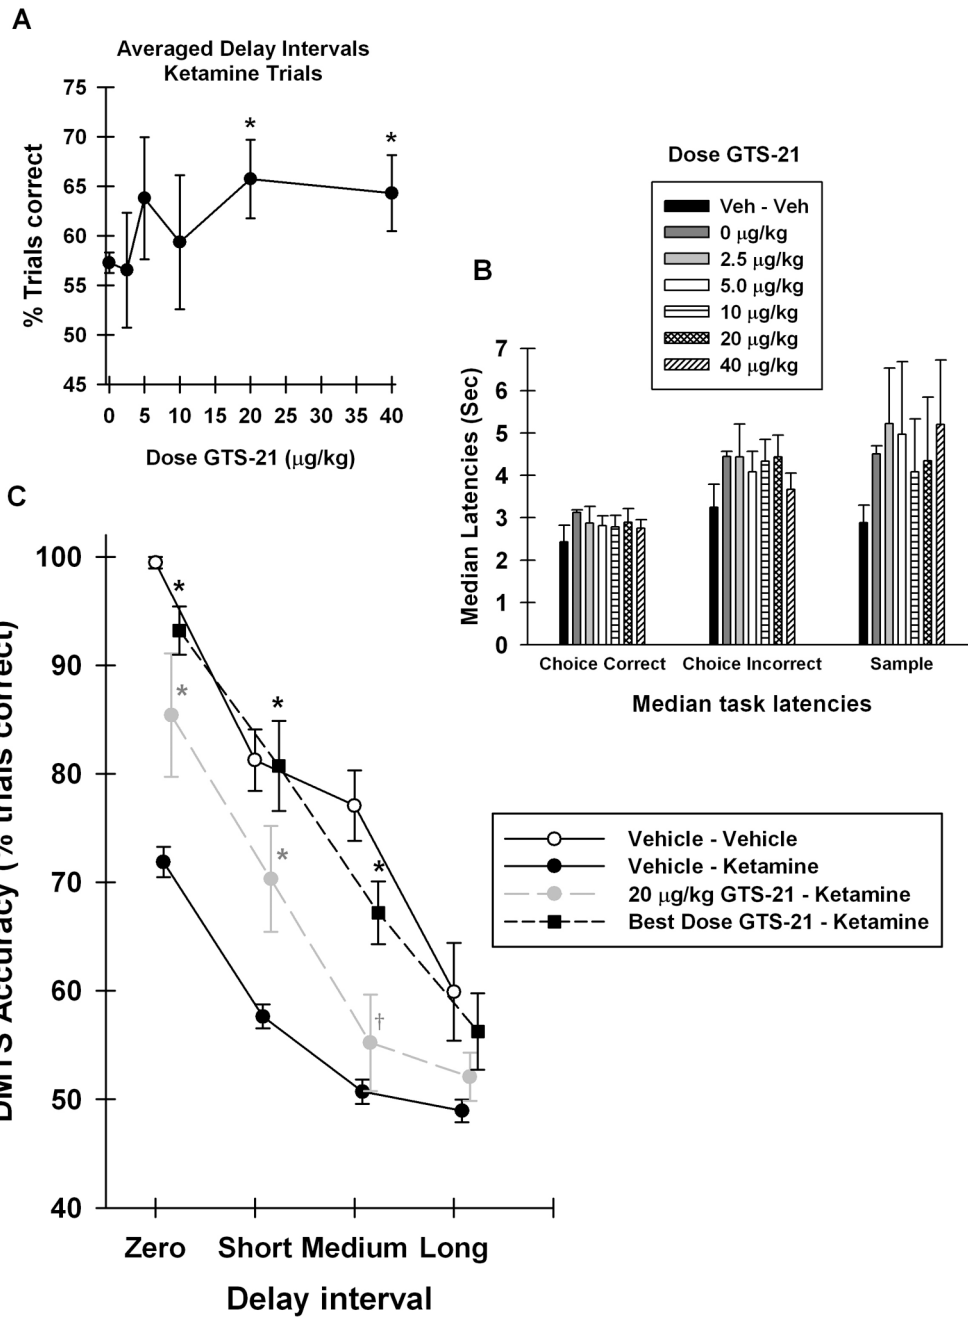 A
Averaged Delay Intervals
Ketamine Trials
75
70
65
60
55
50
45
% Trials correct
* *
0 5 10 15 20 25 30 35 40
Dose GTS-21 (µg/kg)
Dose GTS-21
Veh - Veh
0 µg/kg
2.5 µg/kg
5.0 µg/kg
10 µg/kg
20 µg/kg
40 µg/kg
B
7
6
5
4
3
2
1
0
Median Latencies (Sec)
Choice Correct Choice Incorrect Sample
Median task latencies
C
100
90
80
70
60
50
40
DMTS Accuracy (% trials correct)
*
*
*
*
*
†
Vehicle - Vehicle
Vehicle - Ketamine
20 µg/kg GTS-21 - Ketamine
Best Dose GTS-21 - Ketamine
Zero Short Medium Long
Delay interval